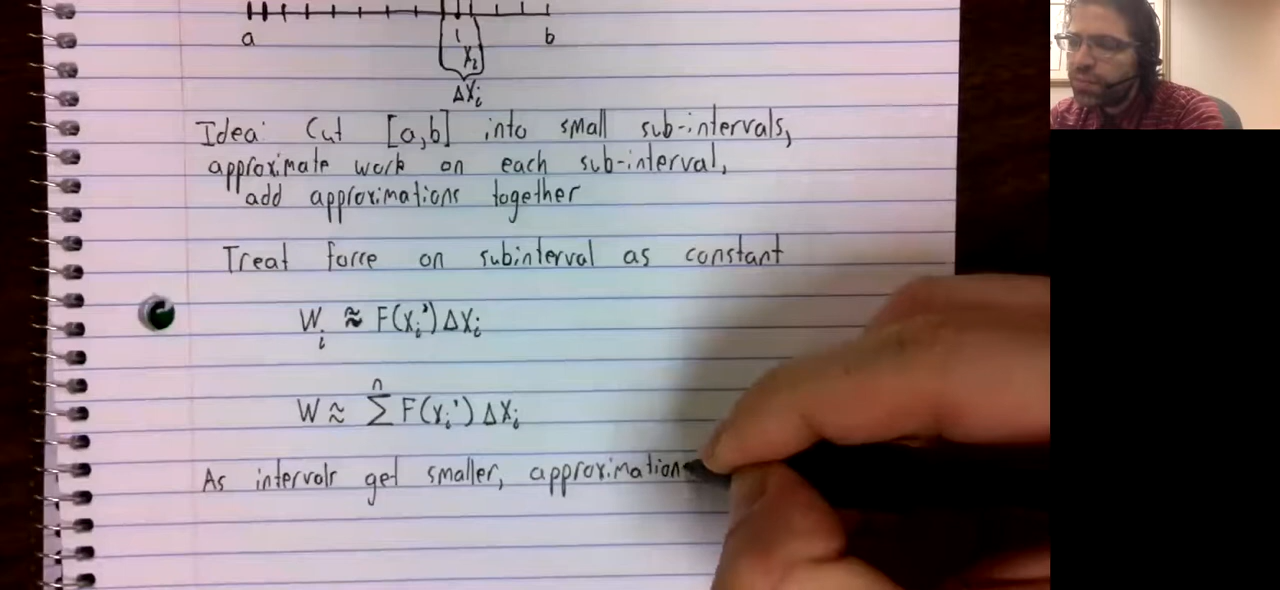 a b
x_i
Δx_i
Idea: Cut [a,b] into small sub-intervals,
approximate work on each sub-interval,
add approximations together
Treat force on subinterval as constant
W_i ≈ F(x_i') Δx_i
n
W ≈ Σ F(x_i') Δx_i
As intervals get smaller, approximation